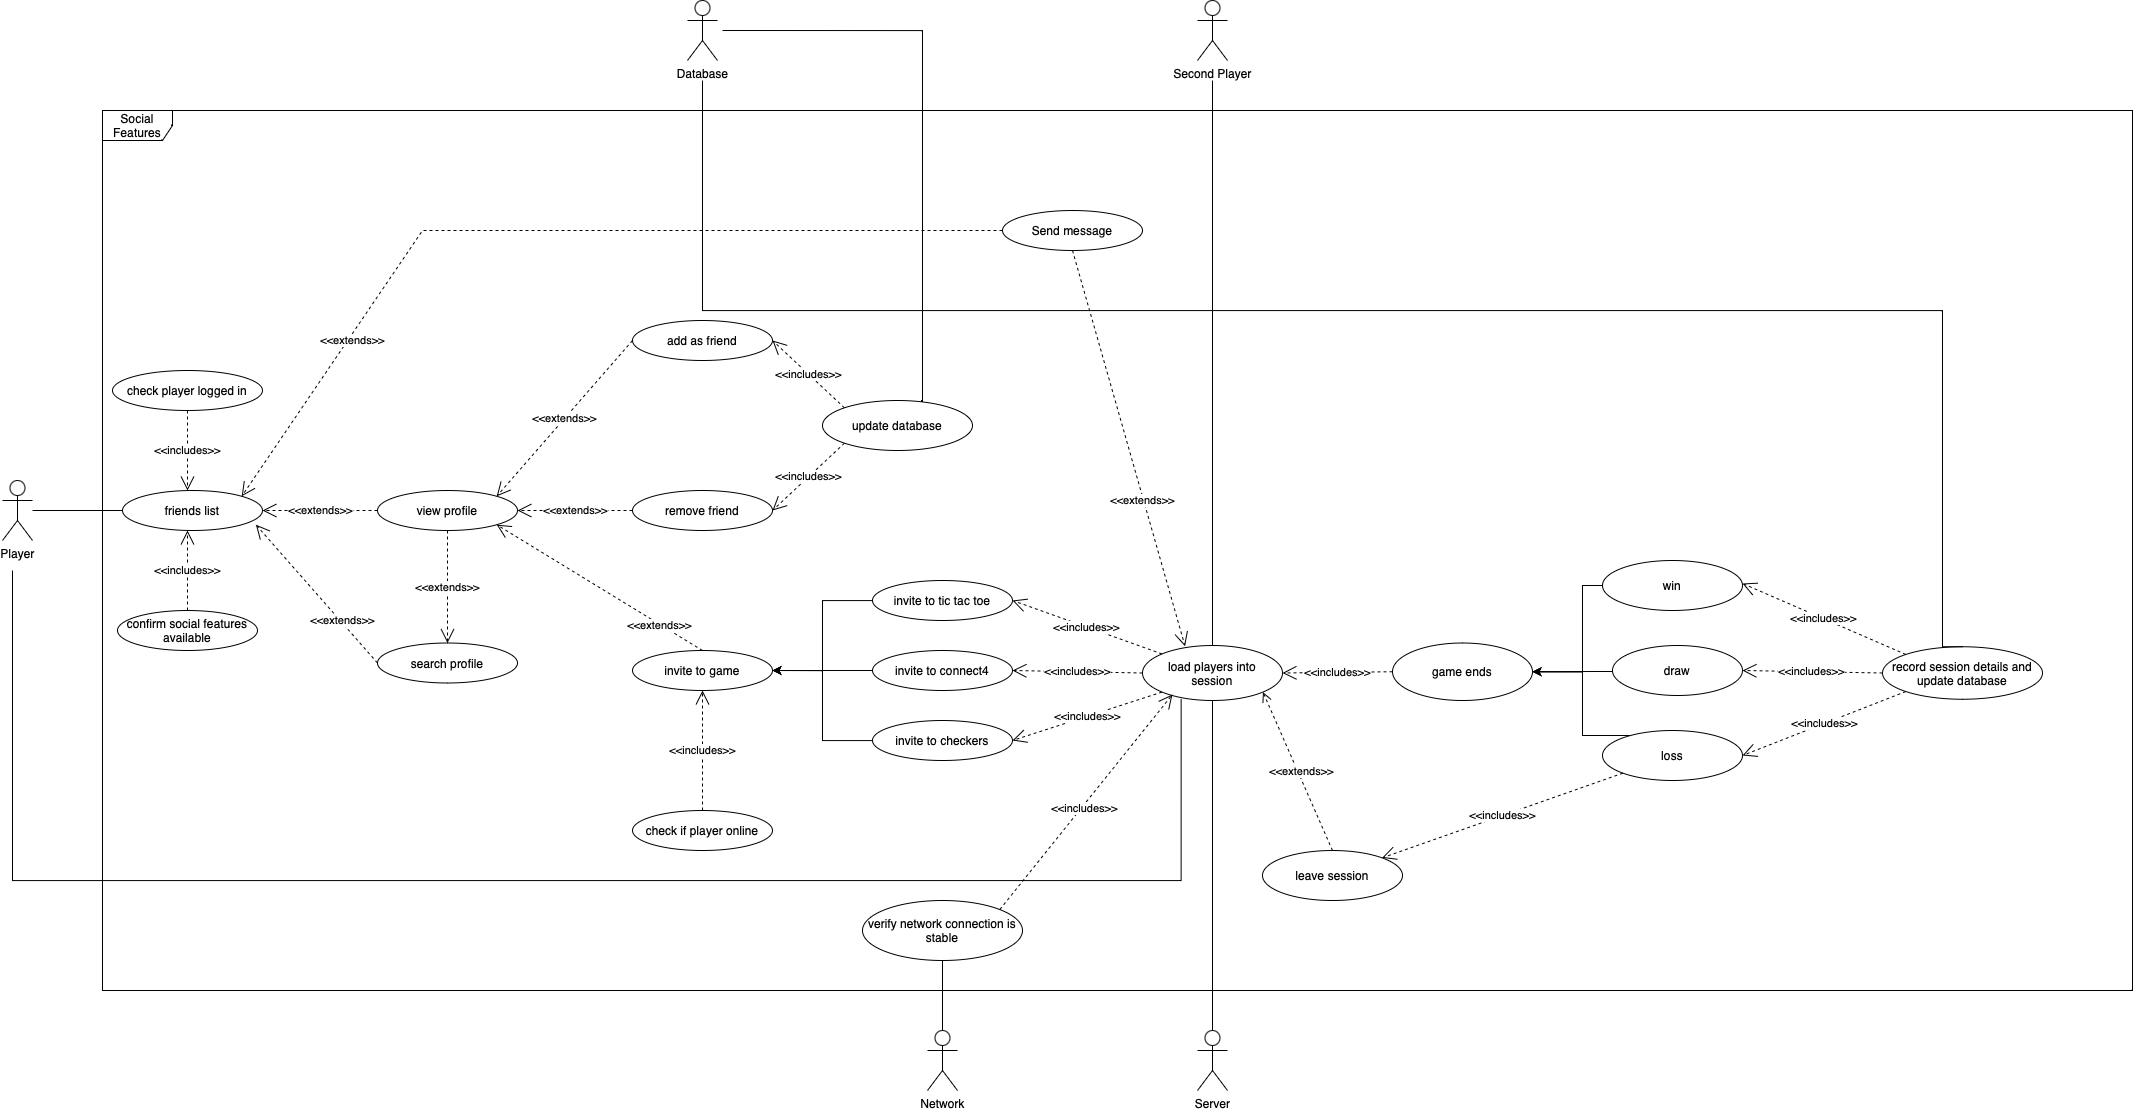 Database
Second Player
Social
Features
Send message
<<extends>>
add as friend
<<includes>>
check player logged in
<<extends>>
update database
<<includes>>
<<includes>>
<<extends>>
friends list
<<extends>>
view profile
<<extends>>
remove friend
Player
<<includes>>
<<extends>>
win
invite to tic tac toe
<<extends>>
confirm social features
available
<<extends>>
<<includes>>
<<includes>>
search profile
invite to game
invite to connect4
<<includes>>
load players into
session
<<includes>>
game ends
draw
<<includes>>
record session details and
update database
<<includes>>
<<includes>>
invite to checkers
<<includes>>
loss
<<extends>>
<<includes>>
<<includes>>
check if player online
leave session
verify network connection is
stable
Network
Server